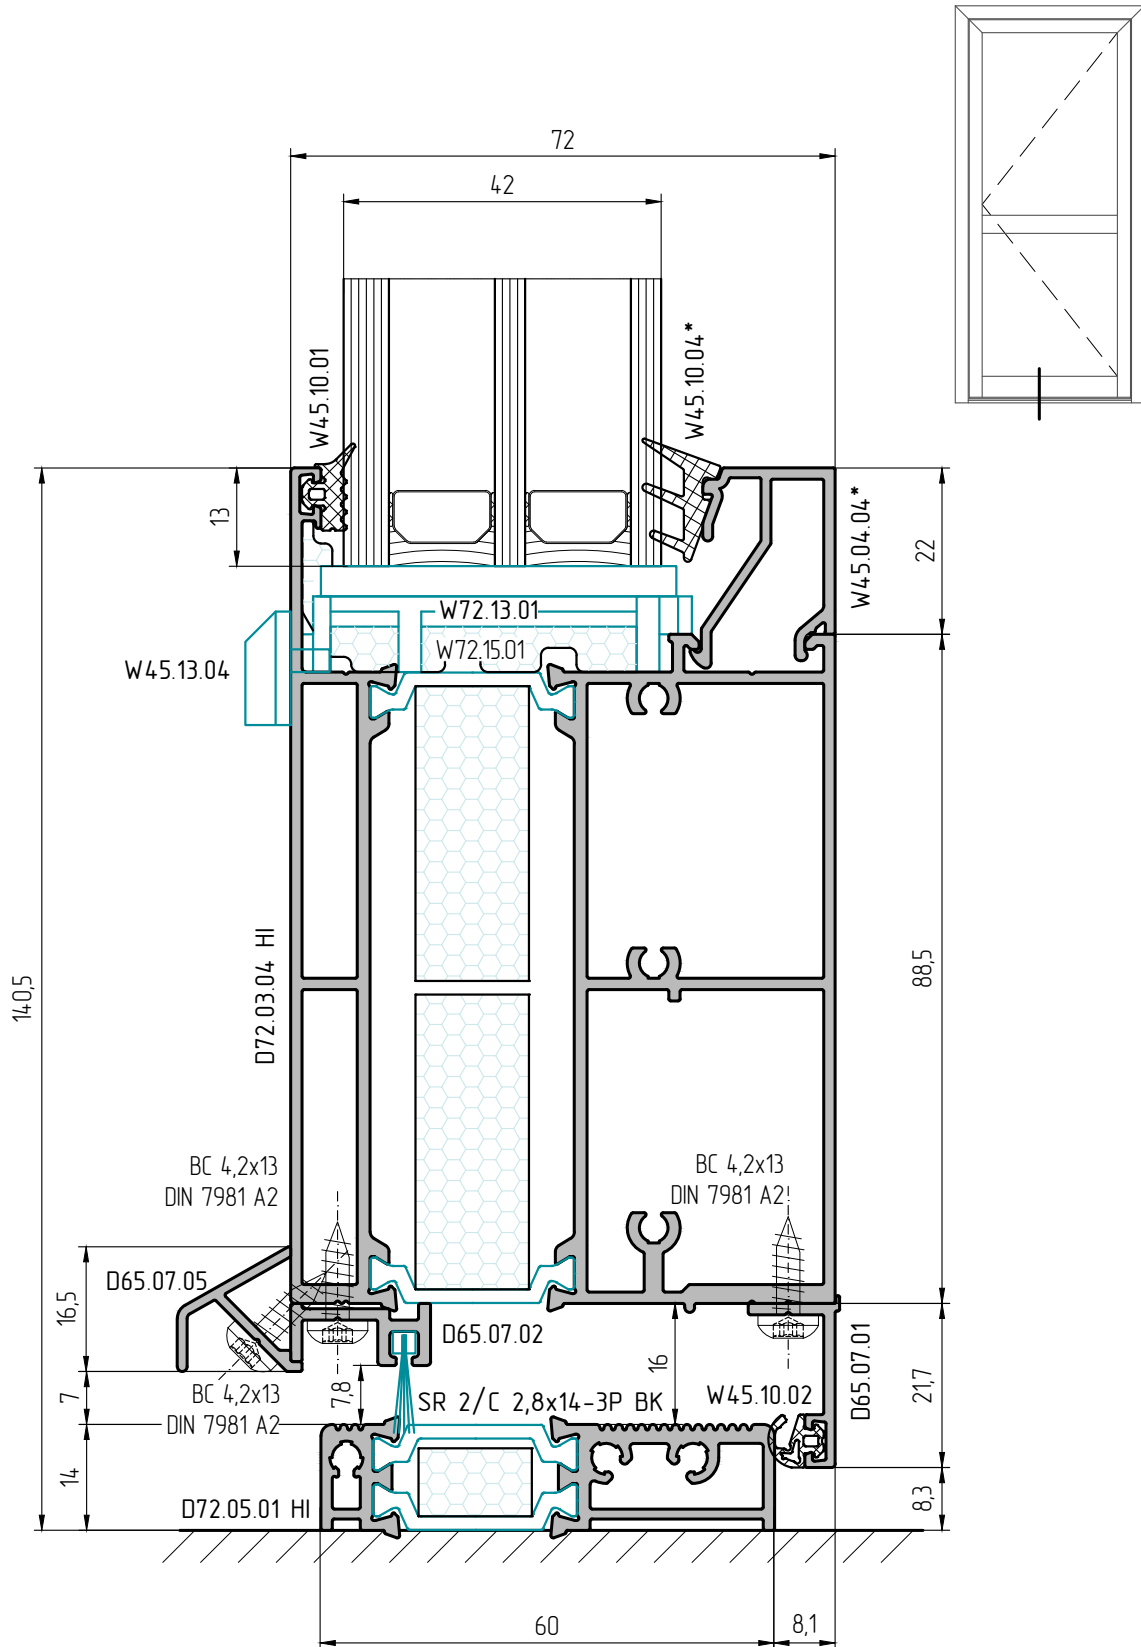 72
42
W45.10.01
W45.10.04*
13
W45.04.04*
22
W72.13.01
W72.15.01
W45.13.04
140,5
D72.03.04 HI
88,5
BC 4,2x13
DIN 7981 A2
BC 4,2x13
DIN 7981 A2
D65.07.05
16,5
D65.07.02
16
D65.07.01
7
7,8
BC 4,2x13
DIN 7981 A2
SR 2/C 2,8x14-3P BK
W45.10.02
21,7
14
D72.05.01 HI
8,3
60
8,1